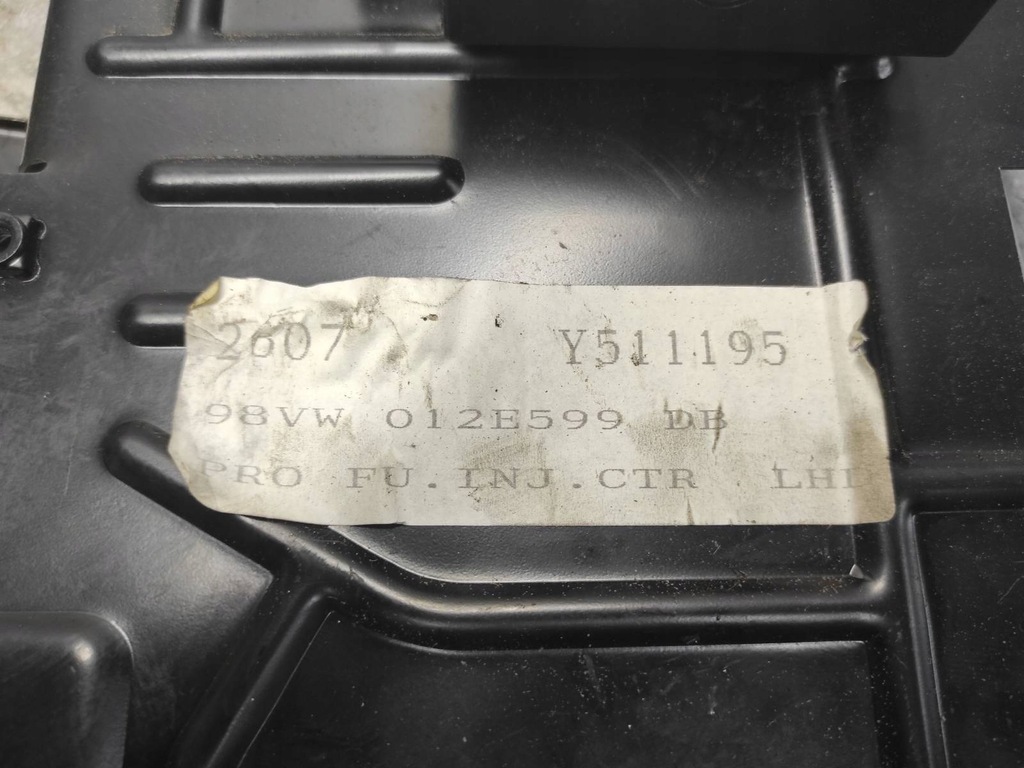 2607 Y511195
98VW 012E599 DB
PRO FU.INJ.CTR LHD